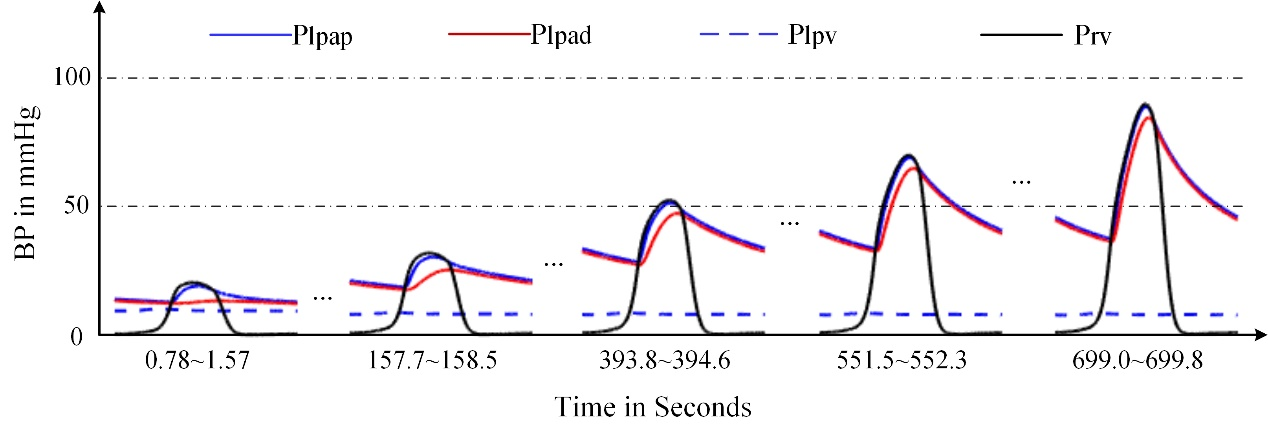 Plpap Plpad Plpv Prv
100
50
0
BP in mmHg
... ... ... ...
0.78~1.57 157.7~158.5 393.8~394.6 551.5~552.3 699.0~699.8
Time in Seconds